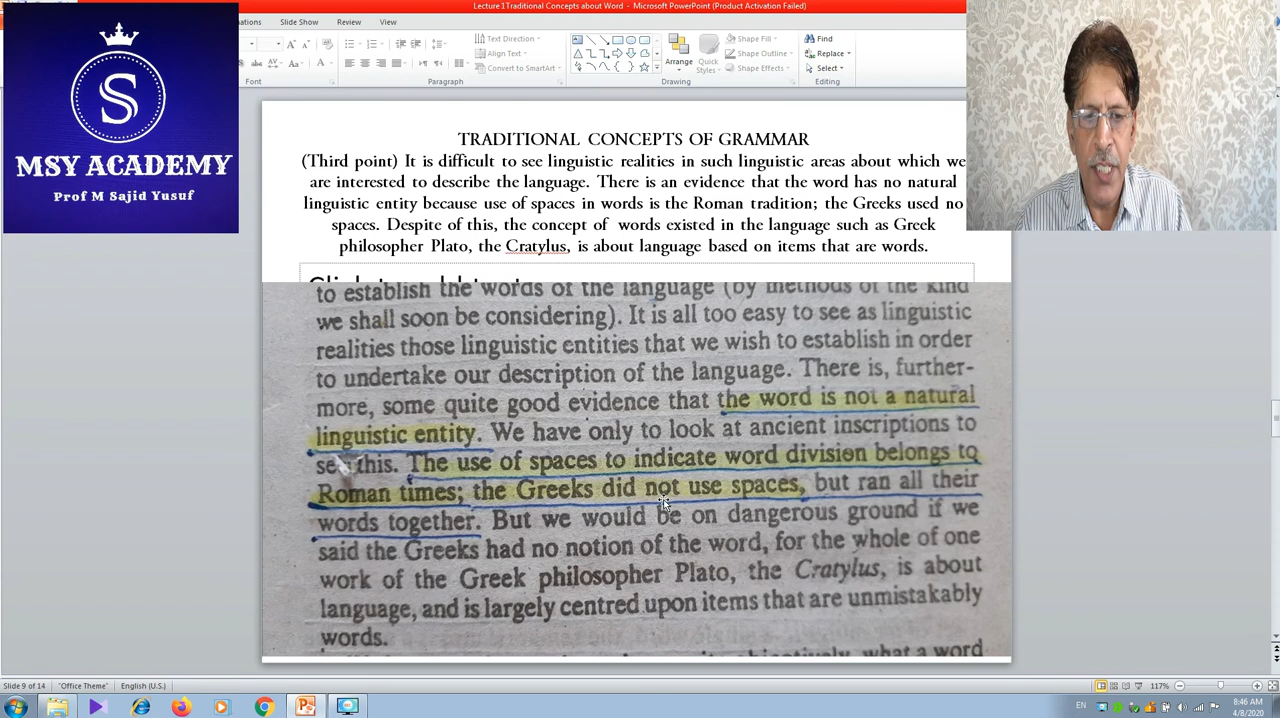 Lecture 1Traditional Concepts about Word - Microsoft PowerPoint (Product Activation Failed)
Slide Show Review View
Text Direction
Align Text
Convert to SmartArt
Arrange
Quick Styles
Shape Fill
Shape Outline
Shape Effects
Find
Replace
Select
Font
Paragraph
Drawing
Editing
S
MSY ACADEMY
Prof M Sajid Yusuf
TRADITIONAL CONCEPTS OF GRAMMAR
(Third point) It is difficult to see linguistic realities in such linguistic areas about which we
are interested to describe the language. There is an evidence that the word has no natural
linguistic entity because use of spaces in words is the Roman tradition; the Greeks used no
spaces. Despite of this, the concept of words existed in the language such as Greek
philosopher Plato, the Cratylus, is about language based on items that are words.
to establish the words of the language (by methods of the kind
we shall soon be considering). It is all too easy to see as linguistic
realities those linguistic entities that we wish to establish in order
to undertake our description of the language. There is, further-
more, some quite good evidence that the word is not a natural
linguistic entity. We have only to look at ancient inscriptions to
see this. The use of spaces to indicate word division belongs to
Roman times; the Greeks did not use spaces, but ran all their
words together. But we would be on dangerous ground if we
said the Greeks had no notion of the word, for the whole of one
work of the Greek philosopher Plato, the Cratylus, is about
language, and is largely centred upon items that are unmistakably
words.
what a word
Slide 9 of 14
"Office Theme"
English (U.S.)
117%
EN
8:46 AM
4/8/2020